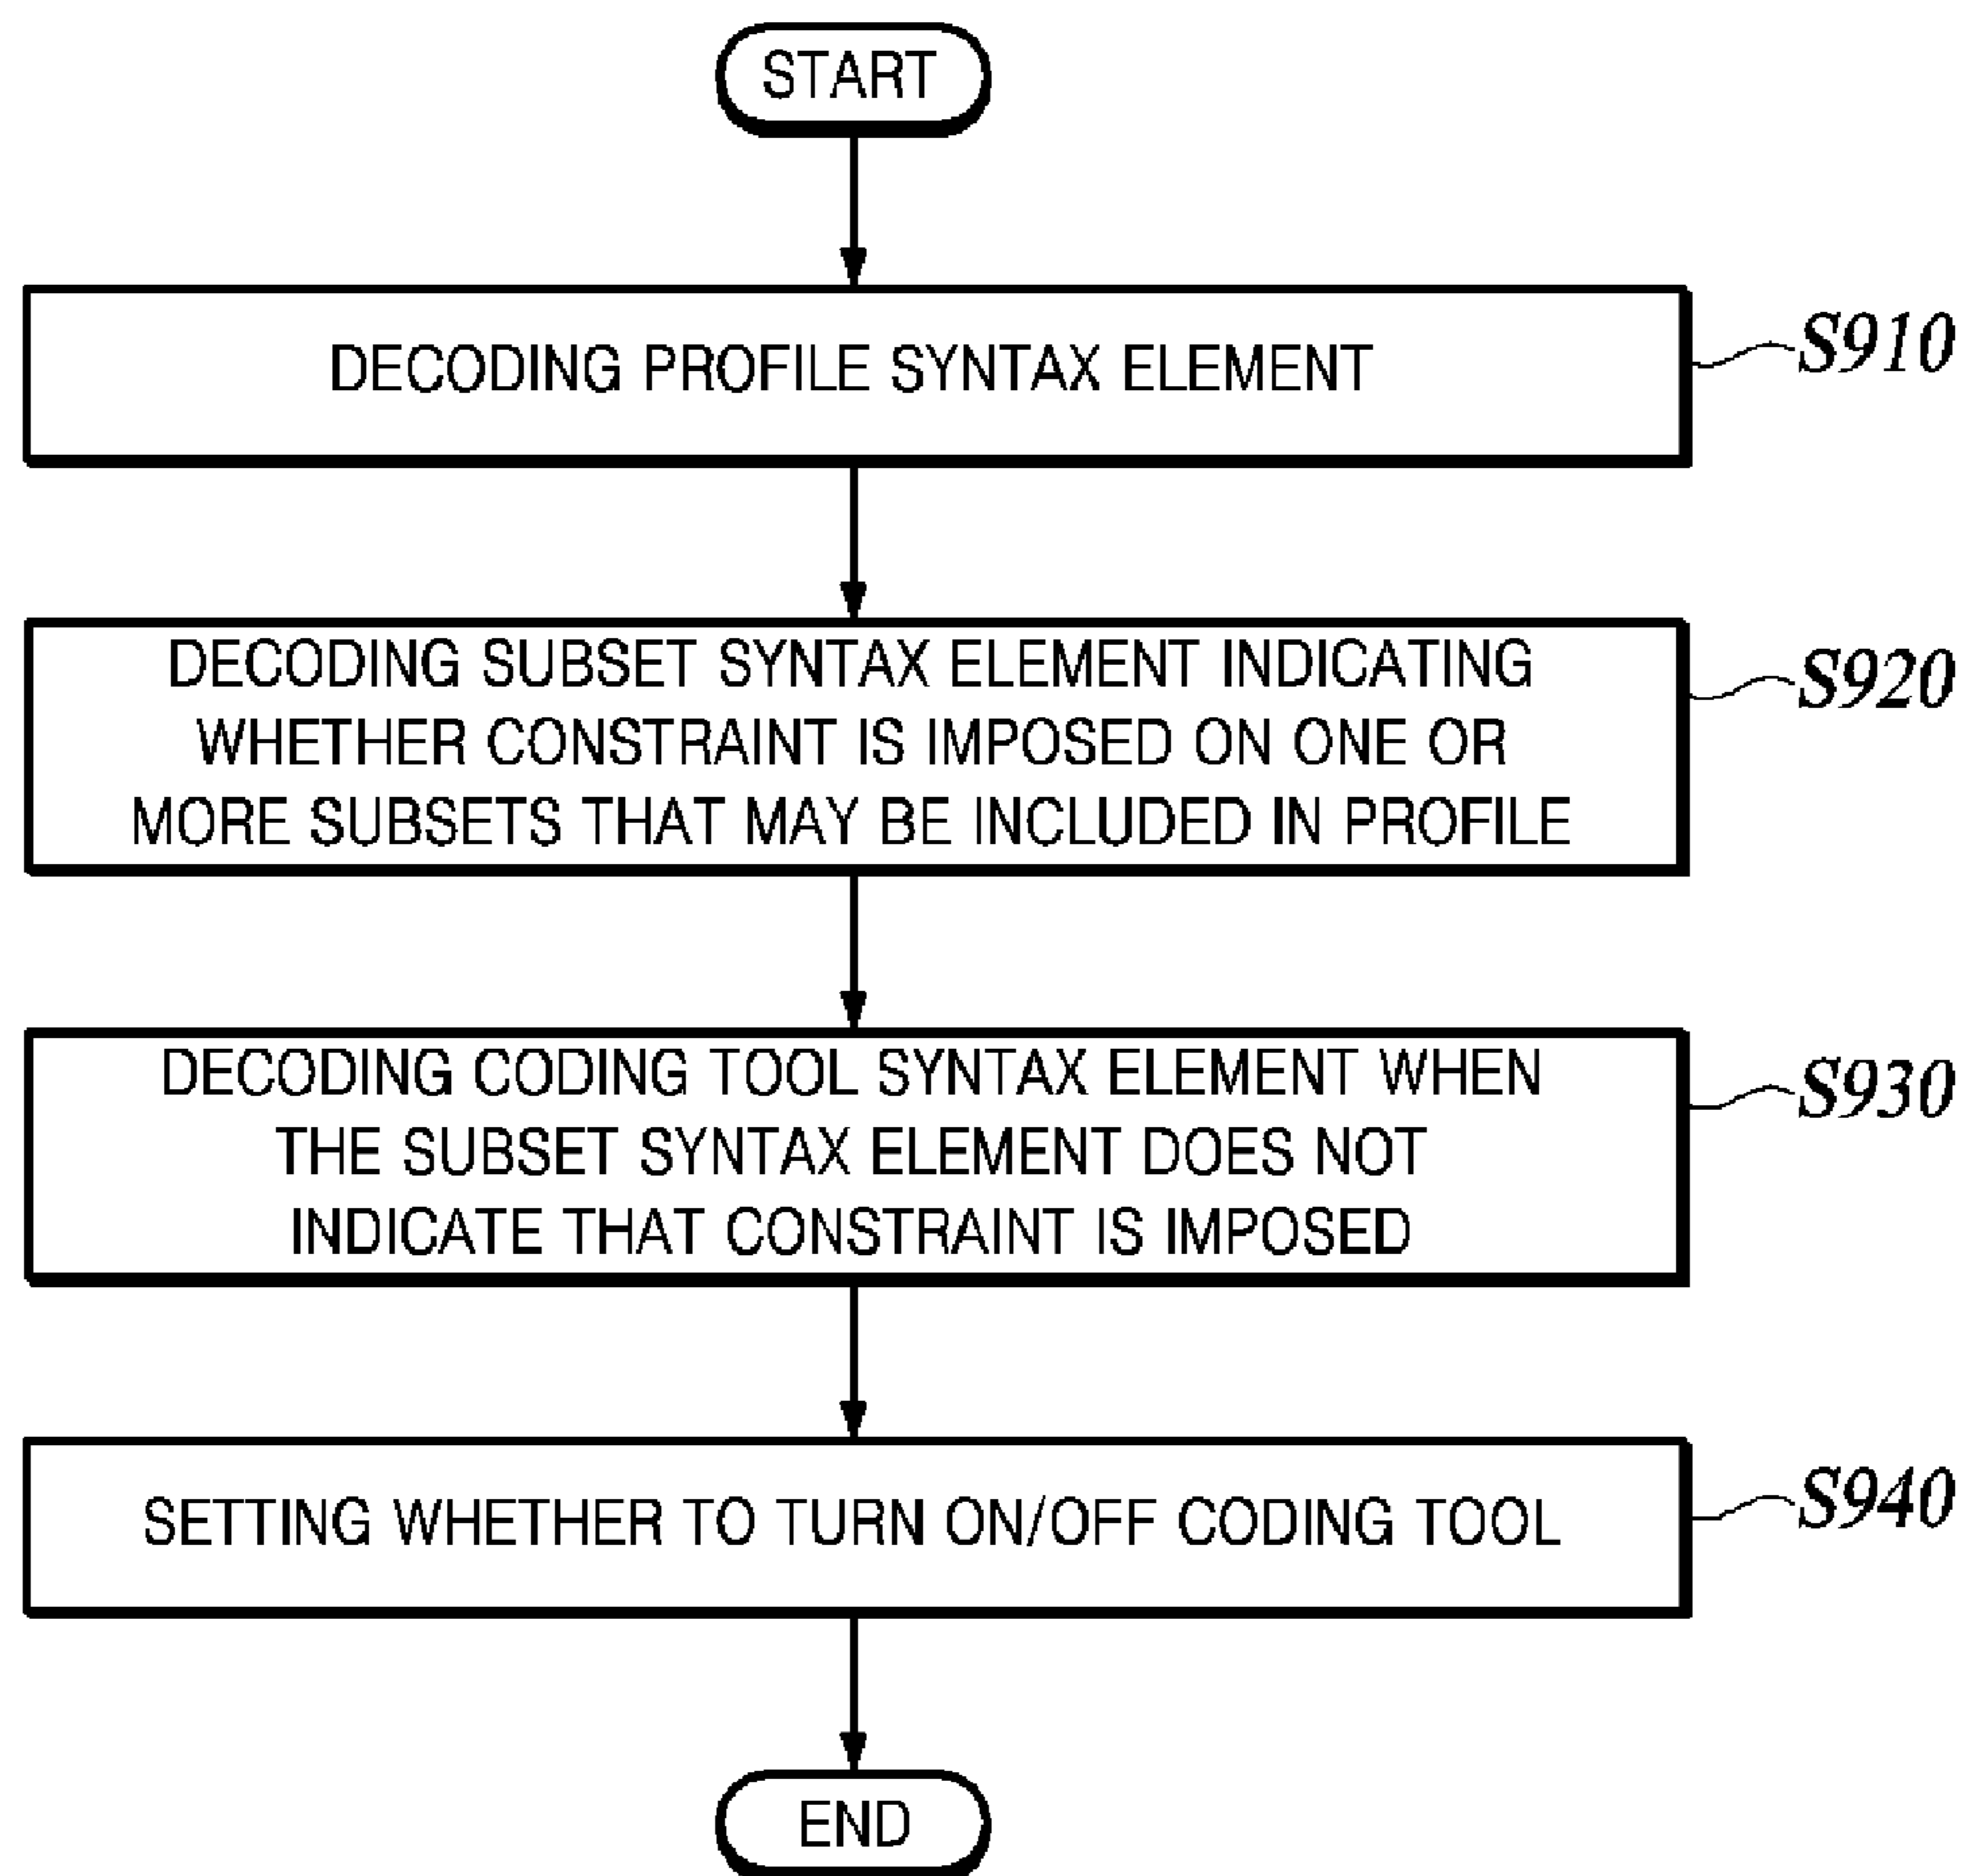 START
DECODING PROFILE SYNTAX ELEMENT
S910
DECODING SUBSET SYNTAX ELEMENT INDICATING
WHETHER CONSTRAINT IS IMPOSED ON ONE OR
MORE SUBSETS THAT MAY BE INCLUDED IN PROFILE
S920
DECODING CODING TOOL SYNTAX ELEMENT WHEN
THE SUBSET SYNTAX ELEMENT DOES NOT
INDICATE THAT CONSTRAINT IS IMPOSED
S930
SETTING WHETHER TO TURN ON/OFF CODING TOOL
S940
END